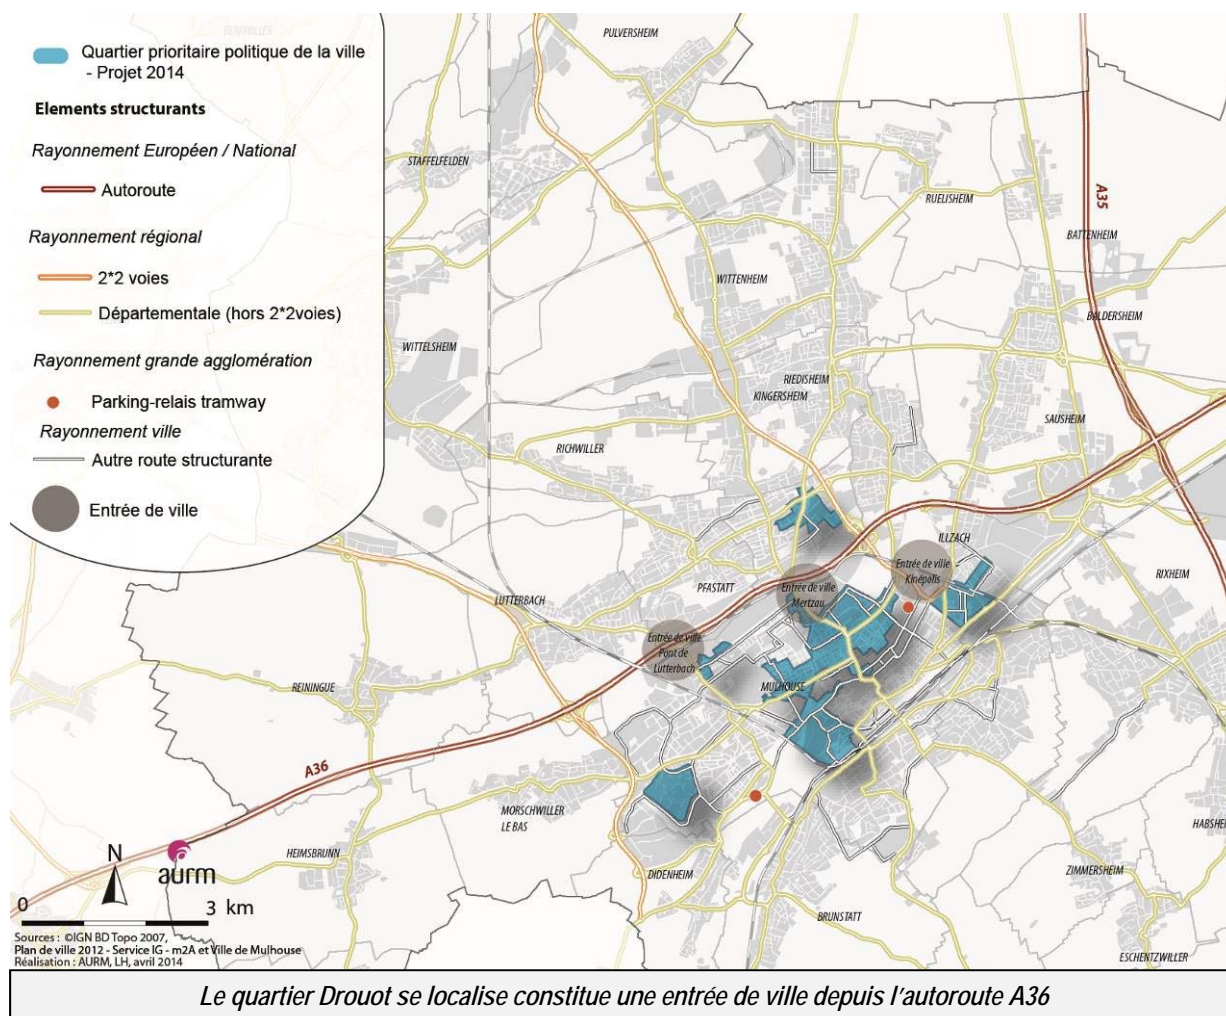 Quartier prioritaire politique de la ville
- Projet 2014
Elements structurants
Rayonnement Européen / National
Autoroute
Rayonnement régional
2*2 voies
Départementale (hors 2*2voies)
Rayonnement grande agglomération
Parking-relais tramway
Rayonnement ville
Autre route structurante
Entrée de ville
PULVERSHEIM
STAFFELFELDEN
RUELISHEIM
A35
BATTENHEIM
WITTENHEIM
BALDERSHEIM
WITTELSHEIM
RIEDISHEIM
KINGERSHEIM
SAUSHEIM
RICHWILLER
ILLZACH
Entrée de ville
Kinépolis
RIXHEIM
PFASTATT
Entrée de ville
Mertzau
LUTTERBACH
Entrée de ville
Pont de
Lutterbach
REININGUE
MULHOUSE
A36
MORSCHWILLER
LE BAS
HABSHEI
HEIMSBRUNN
DIDENHEIM
ZIMMERSHEIM
BRUNSTATT
ESCHENTZWILLER
N
aurm
0
3 km
Sources : ©IGN BD Topo 2007,
Plan de ville 2012 - Service IG - m2A et Ville de Mulhouse
Réalisation : AURM, LH, avril 2014
Le quartier Drouot se localise constitue une entrée de ville depuis l'autoroute A36